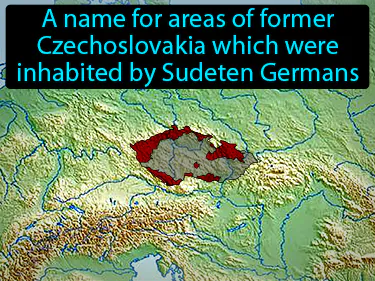 A name for areas of former
Czechoslovakia which were
inhabited by Sudeten Germans